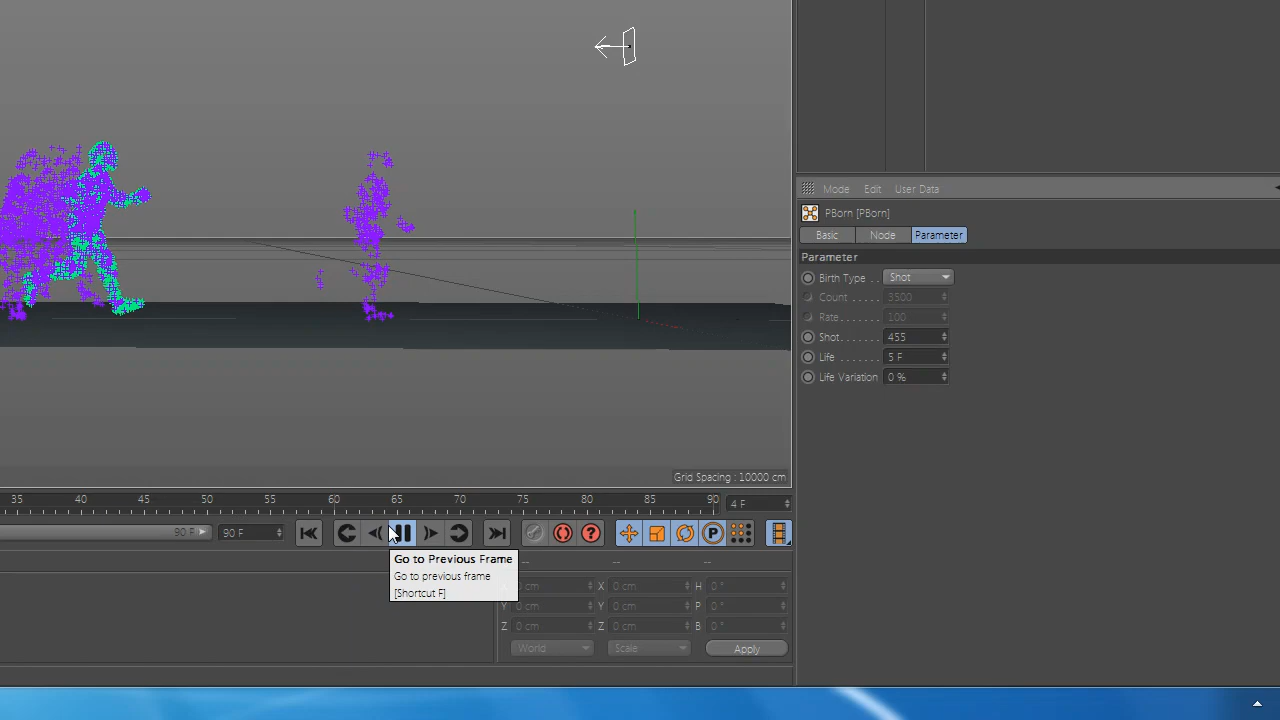 Mode Edit User Data
PBorn [PBorn]
Basic Node Parameter
Parameter
Birth Type . . Shot
Count . . . . . 3500
Rate . . . . . . 100
Shot. . . . . . . 455
Life . . . . . . . 5 F
Life Variation 0 %
Grid Spacing : 10000 cm
35 40 45 50 55 60 65 70 75 80 85 90 4 F
90 F 90 F
P
Go to Previous Frame
Go to previous frame
[Shortcut F]
-- --
cm X 0 cm H 0 °
Y 0 cm Y 0 cm P 0 °
Z 0 cm Z 0 cm B 0 °
World Scale Apply